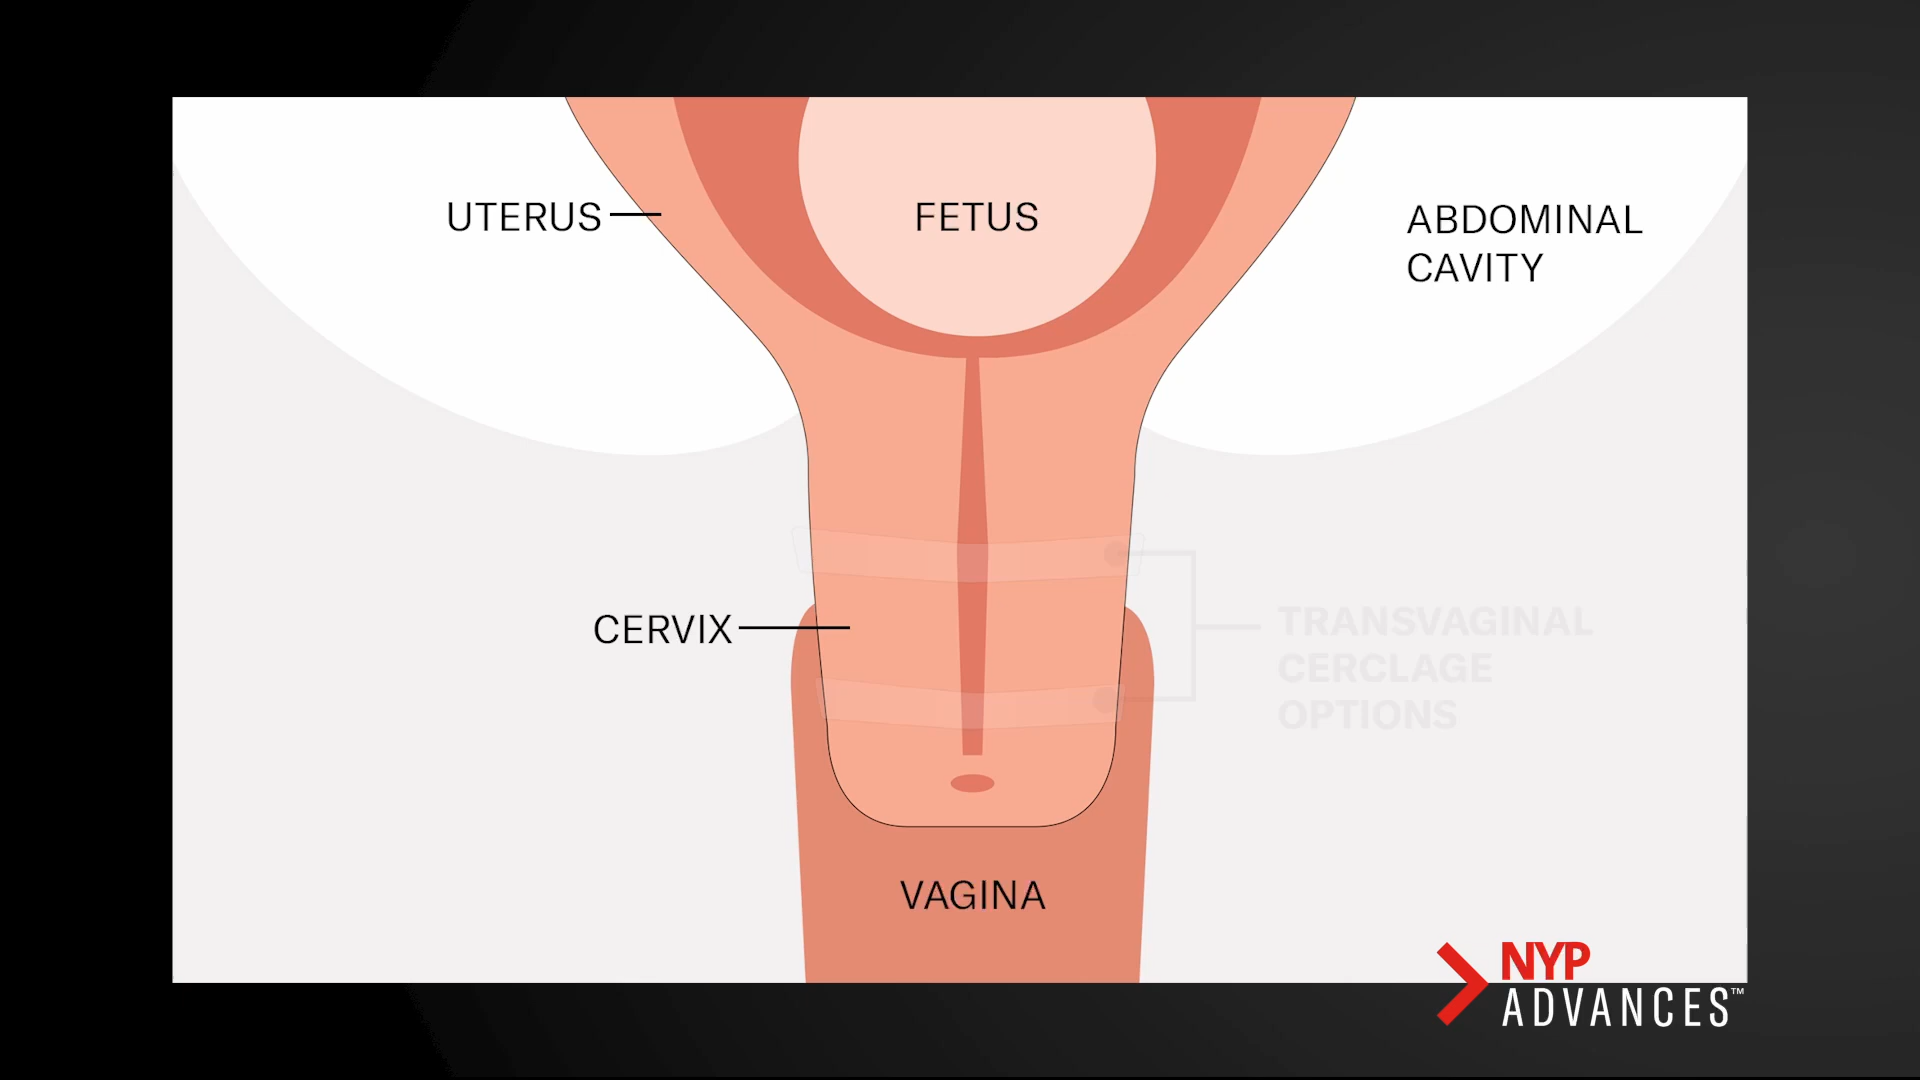 UTERUS
FETUS
ABDOMINAL
CAVITY
CERVIX
TRANSVAGINAL
CERCLAGE
OPTIONS
VAGINA
NYP
ADVANCES™